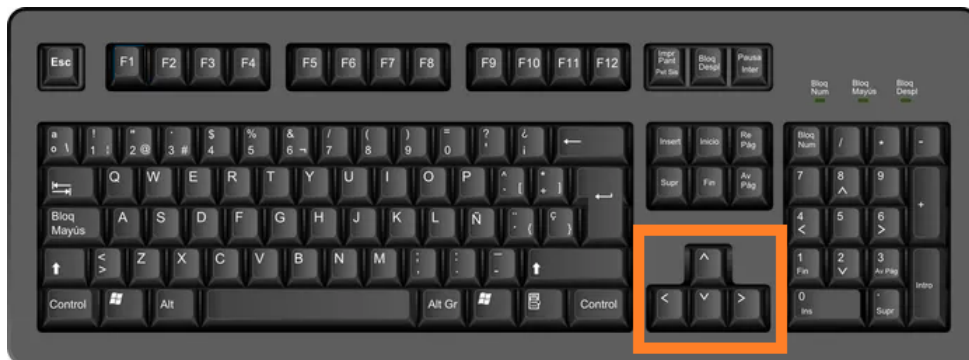 Esc F1 F2 F3 F4 F5 F6 F7 F8 F9 F10 F11 F12 Impr Pant Pet Sis Bloq Despl Pausa Inter
Bloq Num Bloq Mayús Bloq Despl
ª º \ ! 1 | " 2 @ · 3 # $ 4 % 5 & 6 ¬ / 7 ( 8 ) 9 = 0 ? ' ¿ ¡ ← Insert Inicio Re Pág Bloq Num / * -
Q W E R T Y U I O P ^ ` [ * + ] Supr Fin Av Pág 7 8 ^ 9 +
Bloq Mayús A S D F G H J K L Ñ ¨ ´ { Ç } 4 < 5 6 >
> < Z X C V B N M ; , : . _ - ^ 1 Fin 2 v 3 Av Pág Intro
Control Alt Alt Gr Control < v > 0 Ins . Supr